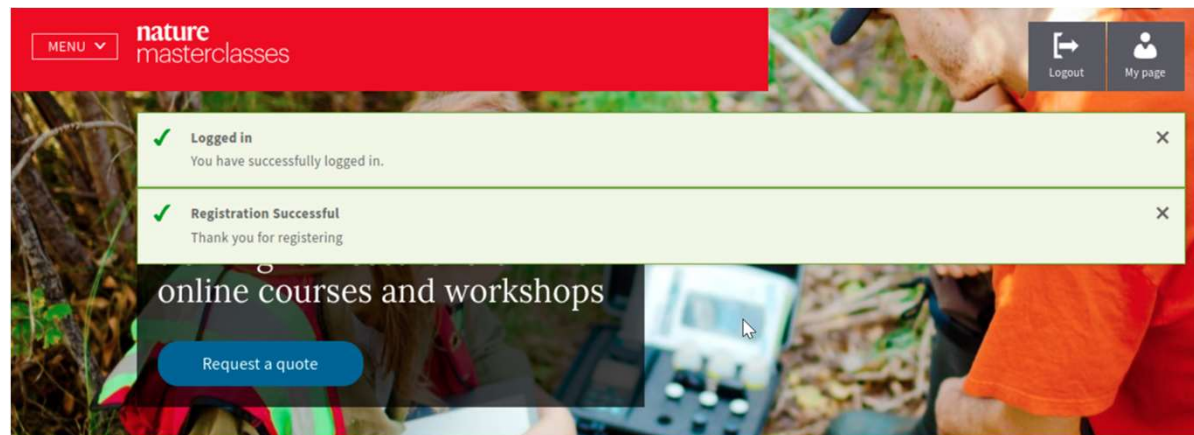 MENU
nature
masterclasses
Logout
My page
Logged in
You have successfully logged in.
Registration Successful
Thank you for registering
online courses and workshops
Request a quote